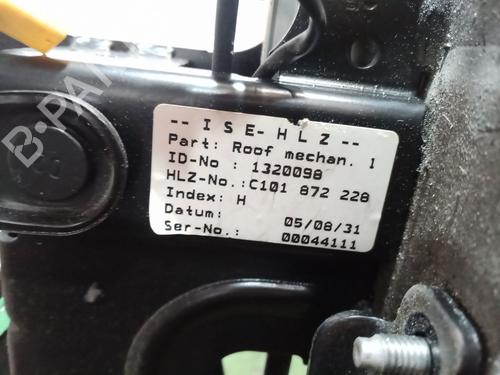 -- I S E- H L Z --
Part: Roof mechan. l
ID-No : 1320098
HLZ-No.:C101 872 228
Index: H
Datum: 05/08/31
Ser-No.: 00044111
B-PARTS